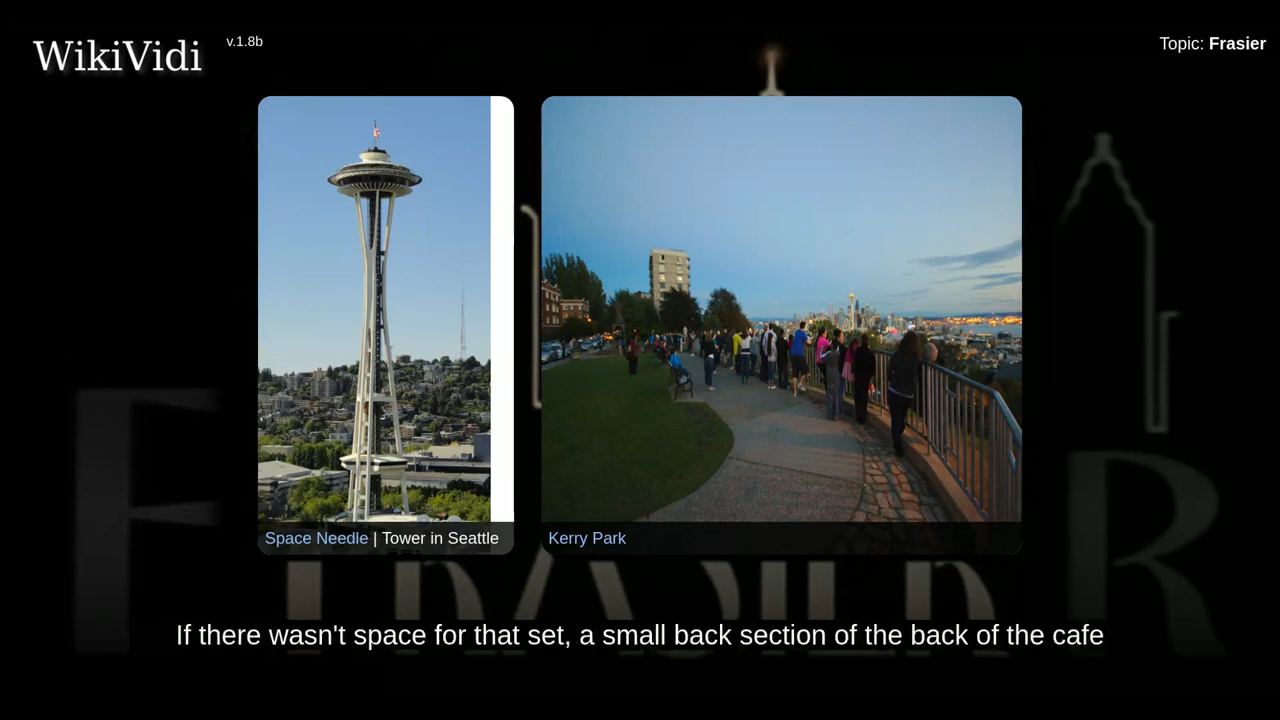 WikiVidi
v.1.8b
Topic: Frasier
Space Needle | Tower in Seattle
Kerry Park
If there wasn't space for that set, a small back section of the back of the cafe
FRASIER